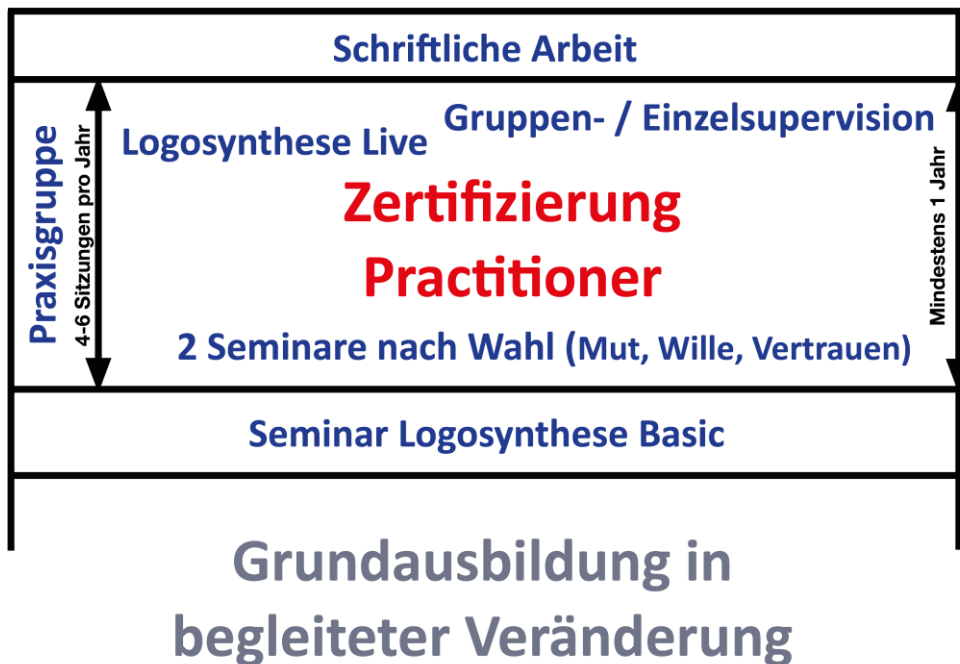 Schriftliche Arbeit
Praxisgruppe
4-6 Sitzungen pro Jahr
Logosynthese Live
Gruppen- / Einzelsupervision
Zertifizierung
Practitioner
2 Seminare nach Wahl (Mut, Wille, Vertrauen)
Mindestens 1 Jahr
Seminar Logosynthese Basic
Grundausbildung in
begleiteter Veränderung